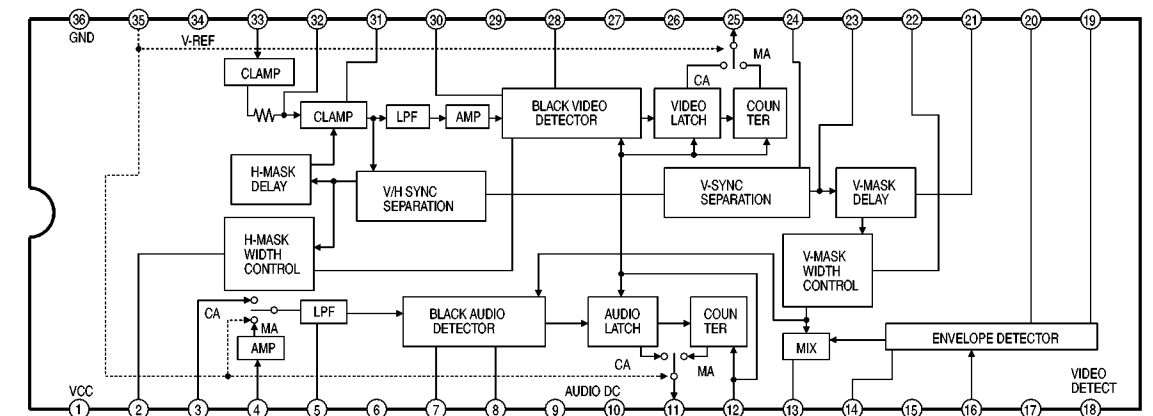 36 35 34 33 32 31 30 29 28 27 26 25 24 23 22 21 20 19
GND
V-REF
MA
CLAMP
CA
CLAMP
LPF
AMP
BLACK VIDEO
DETECTOR
VIDEO
LATCH
COUN
TER
H-MASK
DELAY
V/H SYNC
SEPARATION
V-SYNC
SEPARATION
V-MASK
DELAY
H-MASK
WIDTH
CONTROL
V-MASK
WIDTH
CONTROL
CA
LPF
MA
AMP
BLACK AUDIO
DETECTOR
AUDIO
LATCH
COUN
TER
MIX
ENVELOPE DETECTOR
CA
MA
VCC
AUDIO DC
VIDEO
DETECT
1 2 3 4 5 6 7 8 9 10 11 12 13 14 15 16 17 18